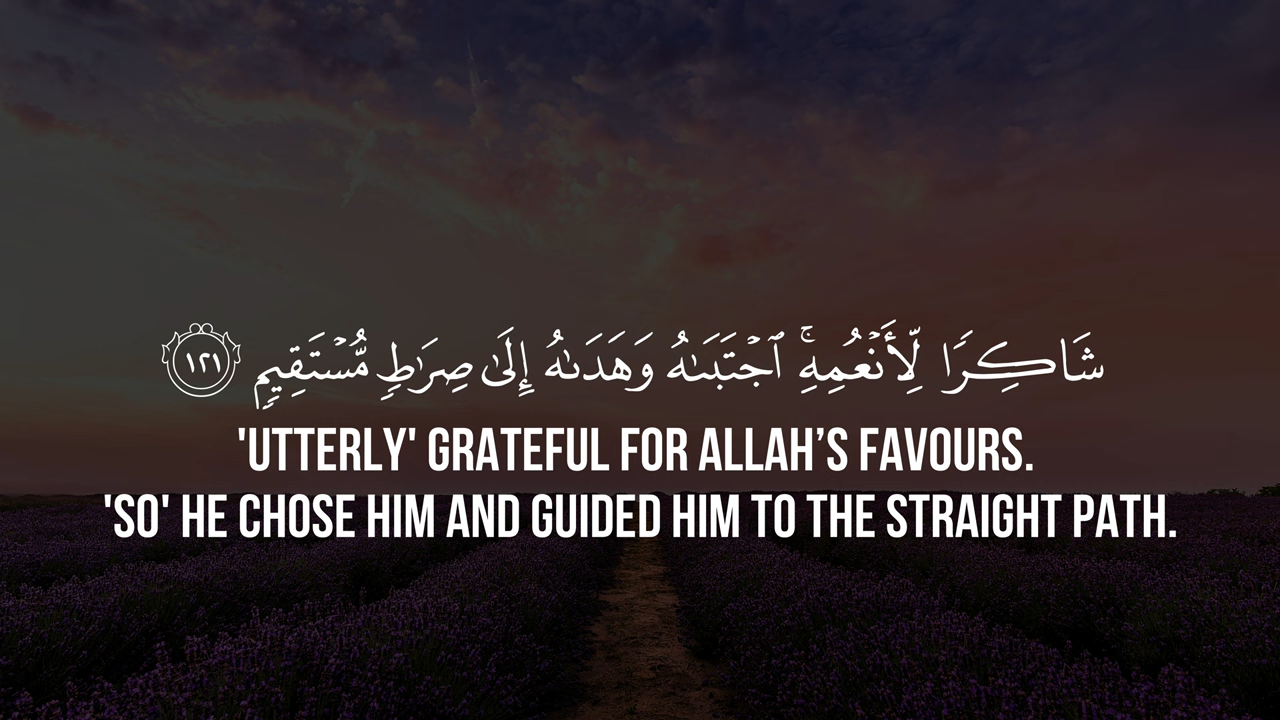 شَاكِرًا لِّأَنْعُمِهِ ۚ ٱجْتَبَىٰهُ وَهَدَىٰهُ إِلَىٰ صِرَٰطٍ مُّسْتَقِيمٍ ١٢١
'UTTERLY' GRATEFUL FOR ALLAH’S FAVOURS.
'SO' HE CHOSE HIM AND GUIDED HIM TO THE STRAIGHT PATH.